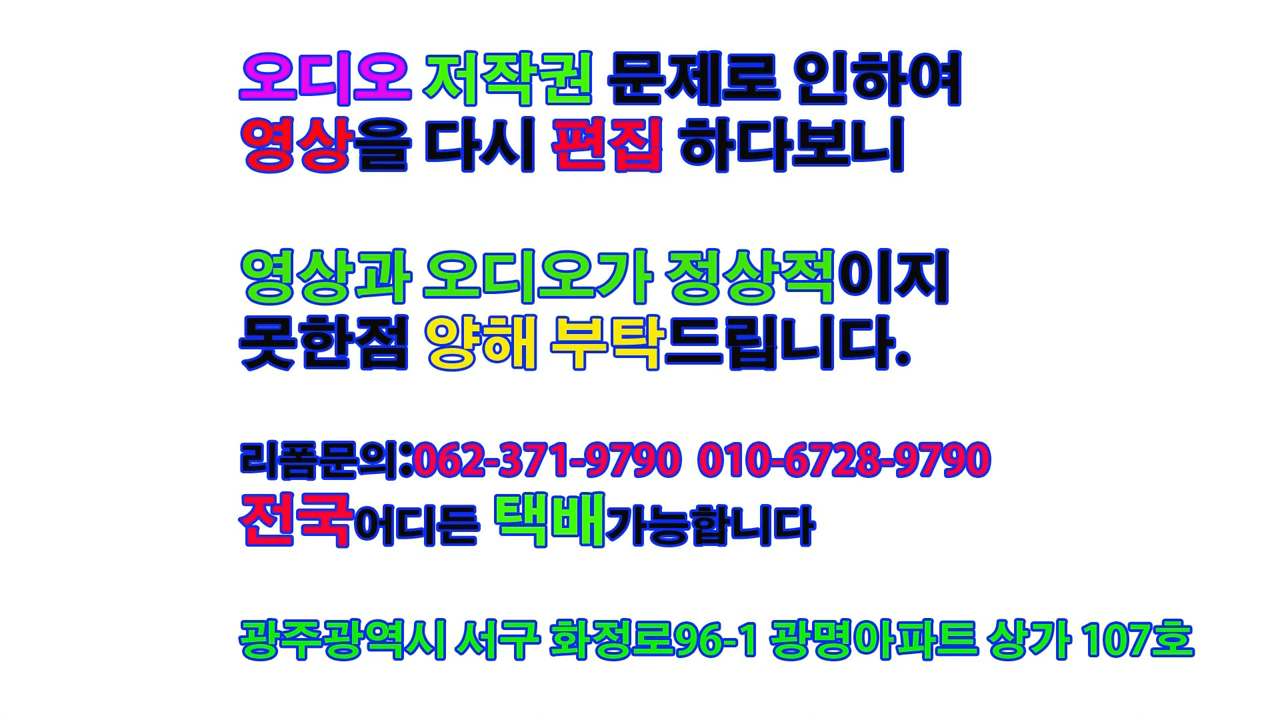 오디오 저작권 문제로 인하여
영상을 다시 편집 하다보니
영상과 오디오가 정상적이지
못한점 양해 부탁드립니다.
리폼문의:062-371-9790 010-6728-9790
전국어디든 택배가능합니다
광주광역시 서구 화정로96-1 광명아파트 상가 107호